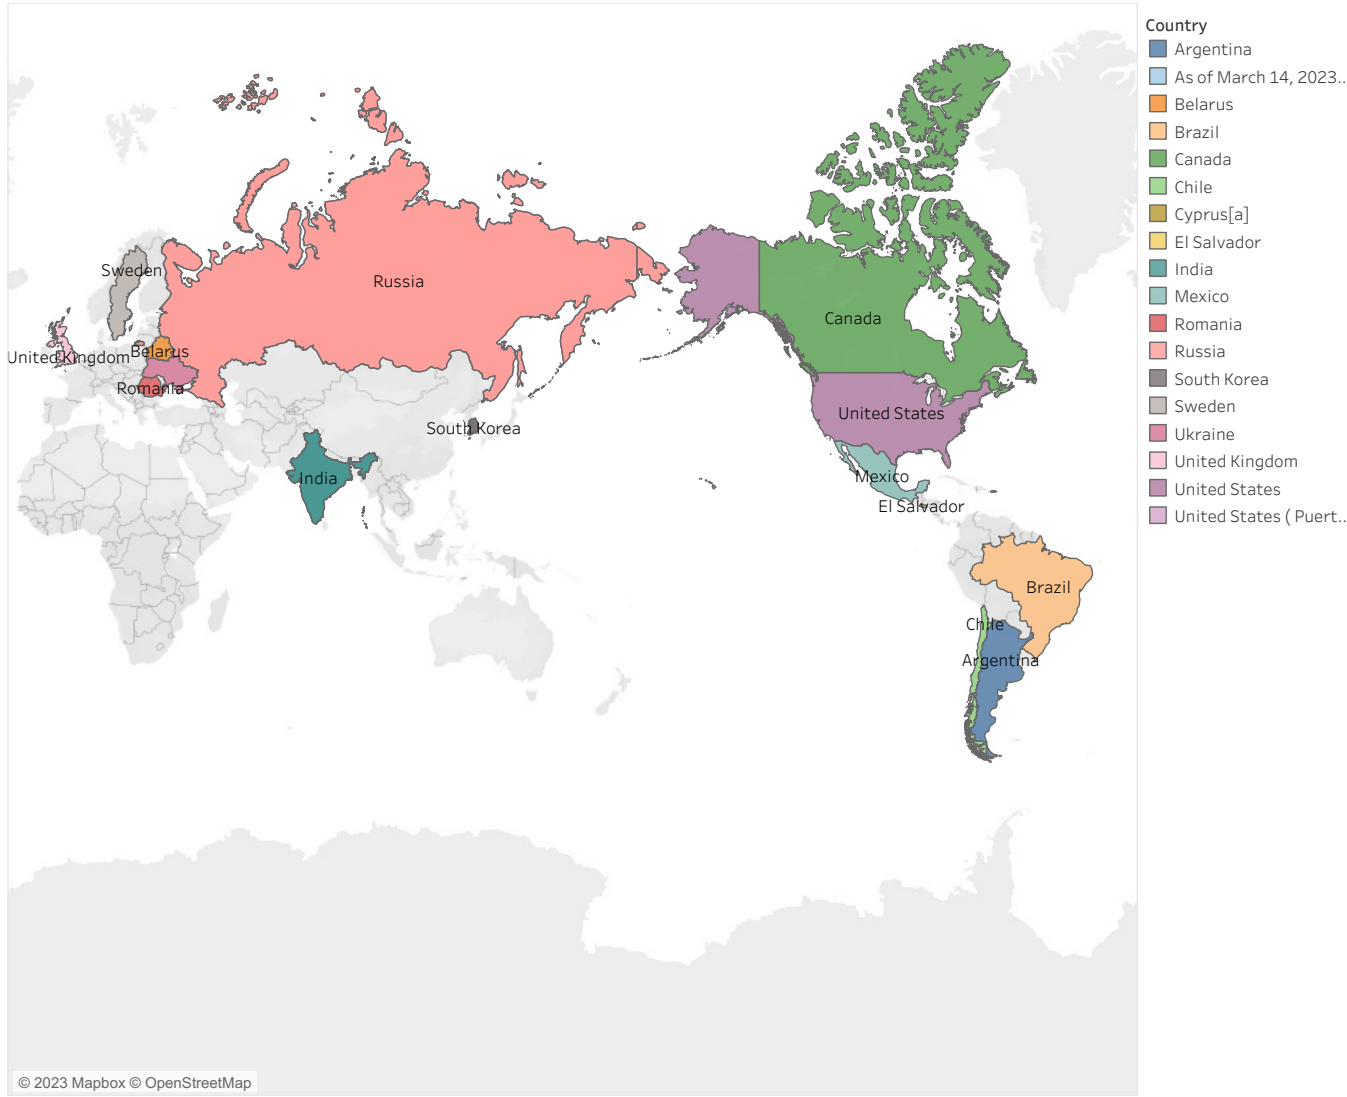 Country
Argentina
As of March 14, 2023..
Belarus
Brazil
Canada
Chile
Cyprus[a]
El Salvador
India
Mexico
Romania
Russia
South Korea
Sweden
Ukraine
United Kingdom
United States
United States ( Puert..
Sweden
Russia
Canada
United Kingdom
Belarus
Romania
United States
South Korea
India
Mexico
El Salvador
Brazil
Chile
Argentina
© 2023 Mapbox © OpenStreetMap